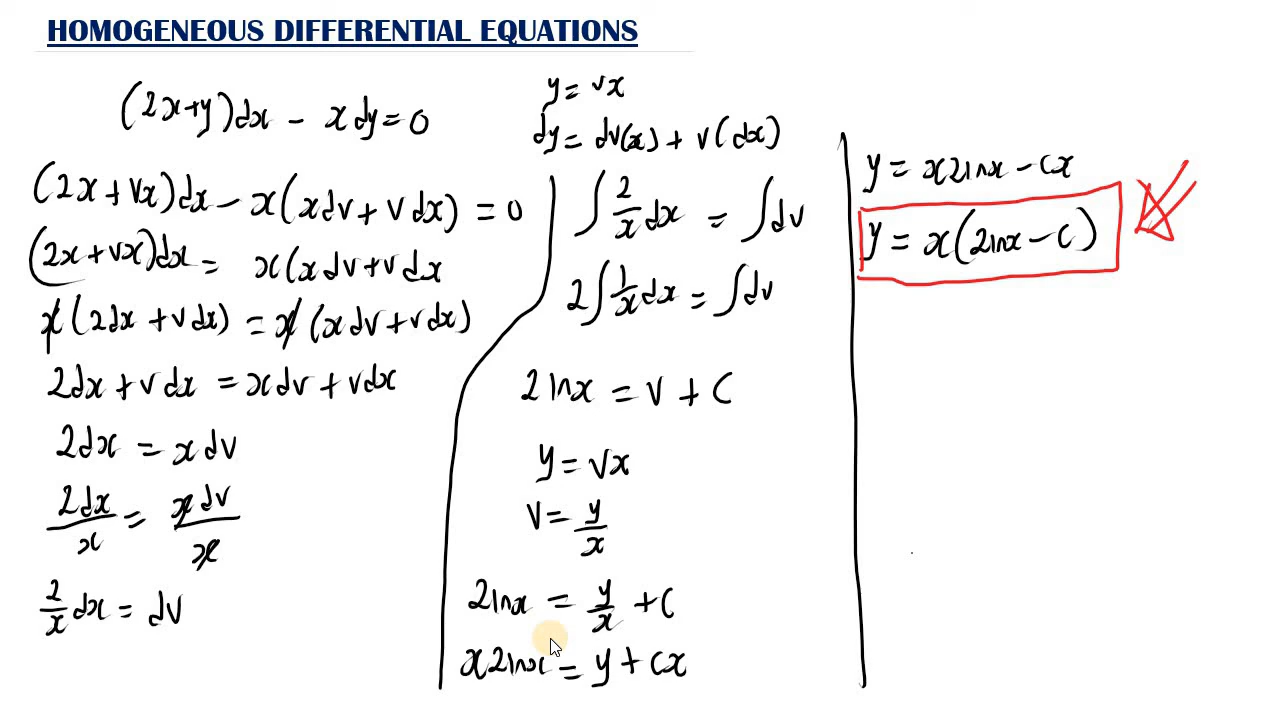 HOMOGENEOUS DIFFERENTIAL EQUATIONS
(2x+y)dx - x dy = 0
(2x + vx)dx - x(x dv + v dx) = 0
(2x + vx)dx = x(x dv + v dx
x(2dx + v dx) = x(x dv + v dx)
2dx + v dx = x dv + v dx
2dx = x dv
2dx/x = x dv/x
2/x dx = dv
y = vx
dy = dv(x) + v(dx)
∫ 2/x dx = ∫ dv
2∫ 1/x dx = ∫ dv
2 ln x = v + C
y = vx
v = y/x
2 ln x = y/x + C
x 2 ln x = y + Cx
y = x 2 ln x - Cx
y = x(2 ln x - C)